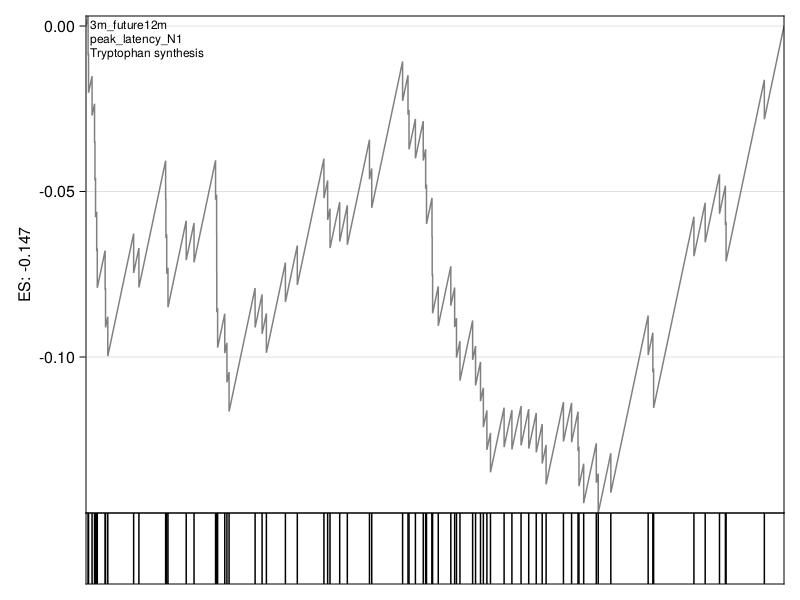 3m_future12m
peak_latency_N1
Tryptophan synthesis
0.00
-0.05
-0.10
ES: -0.147